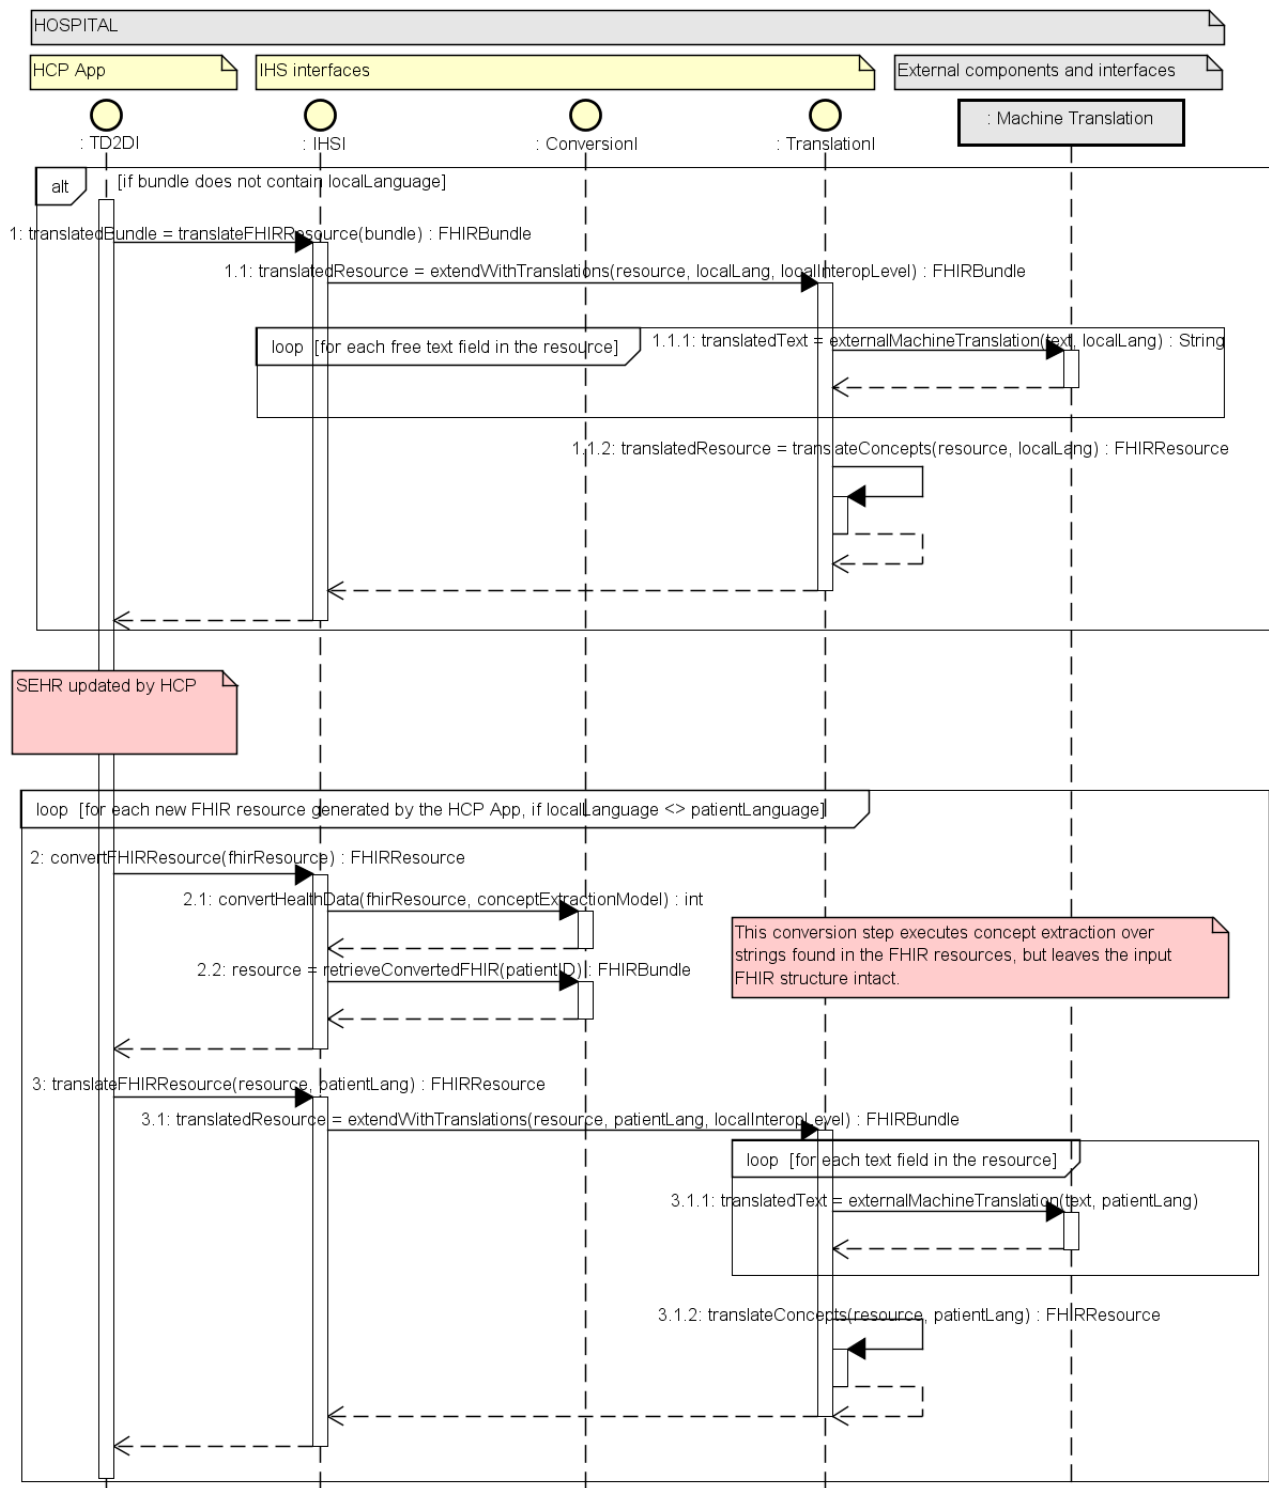 HOSPITAL
HCP App
IHS interfaces
External components and interfaces
: TD2DI
: IHSI
: ConversionI
: TranslationI
: Machine Translation
alt
[if bundle does not contain localLanguage]
1: translatedBundle = translateFHIRResource(bundle) : FHIRBundle
1.1: translatedResource = extendWithTranslations(resource, localLang, localInteropLevel) : FHIRBundle
loop [for each free text field in the resource]
1.1.1: translatedText = externalMachineTranslation(text, localLang) : String
1.1.2: translatedResource = translateConcepts(resource, localLang) : FHIRResource
SEHR updated by HCP
loop [for each new FHIR resource generated by the HCP App, if localLanguage <> patientLanguage]
2: convertFHIRResource(fhirResource) : FHIRResource
2.1: convertHealthData(fhirResource, conceptExtractionModel) : int
This conversion step executes concept extraction over
strings found in the FHIR resources, but leaves the input
FHIR structure intact.
2.2: resource = retrieveConvertedFHIR(patientID) : FHIRBundle
3: translateFHIRResource(resource, patientLang) : FHIRResource
3.1: translatedResource = extendWithTranslations(resource, patientLang, localInteropLevel) : FHIRBundle
loop [for each text field in the resource]
3.1.1: translatedText = externalMachineTranslation(text, patientLang)
3.1.2: translateConcepts(resource, patientLang) : FHIRResource